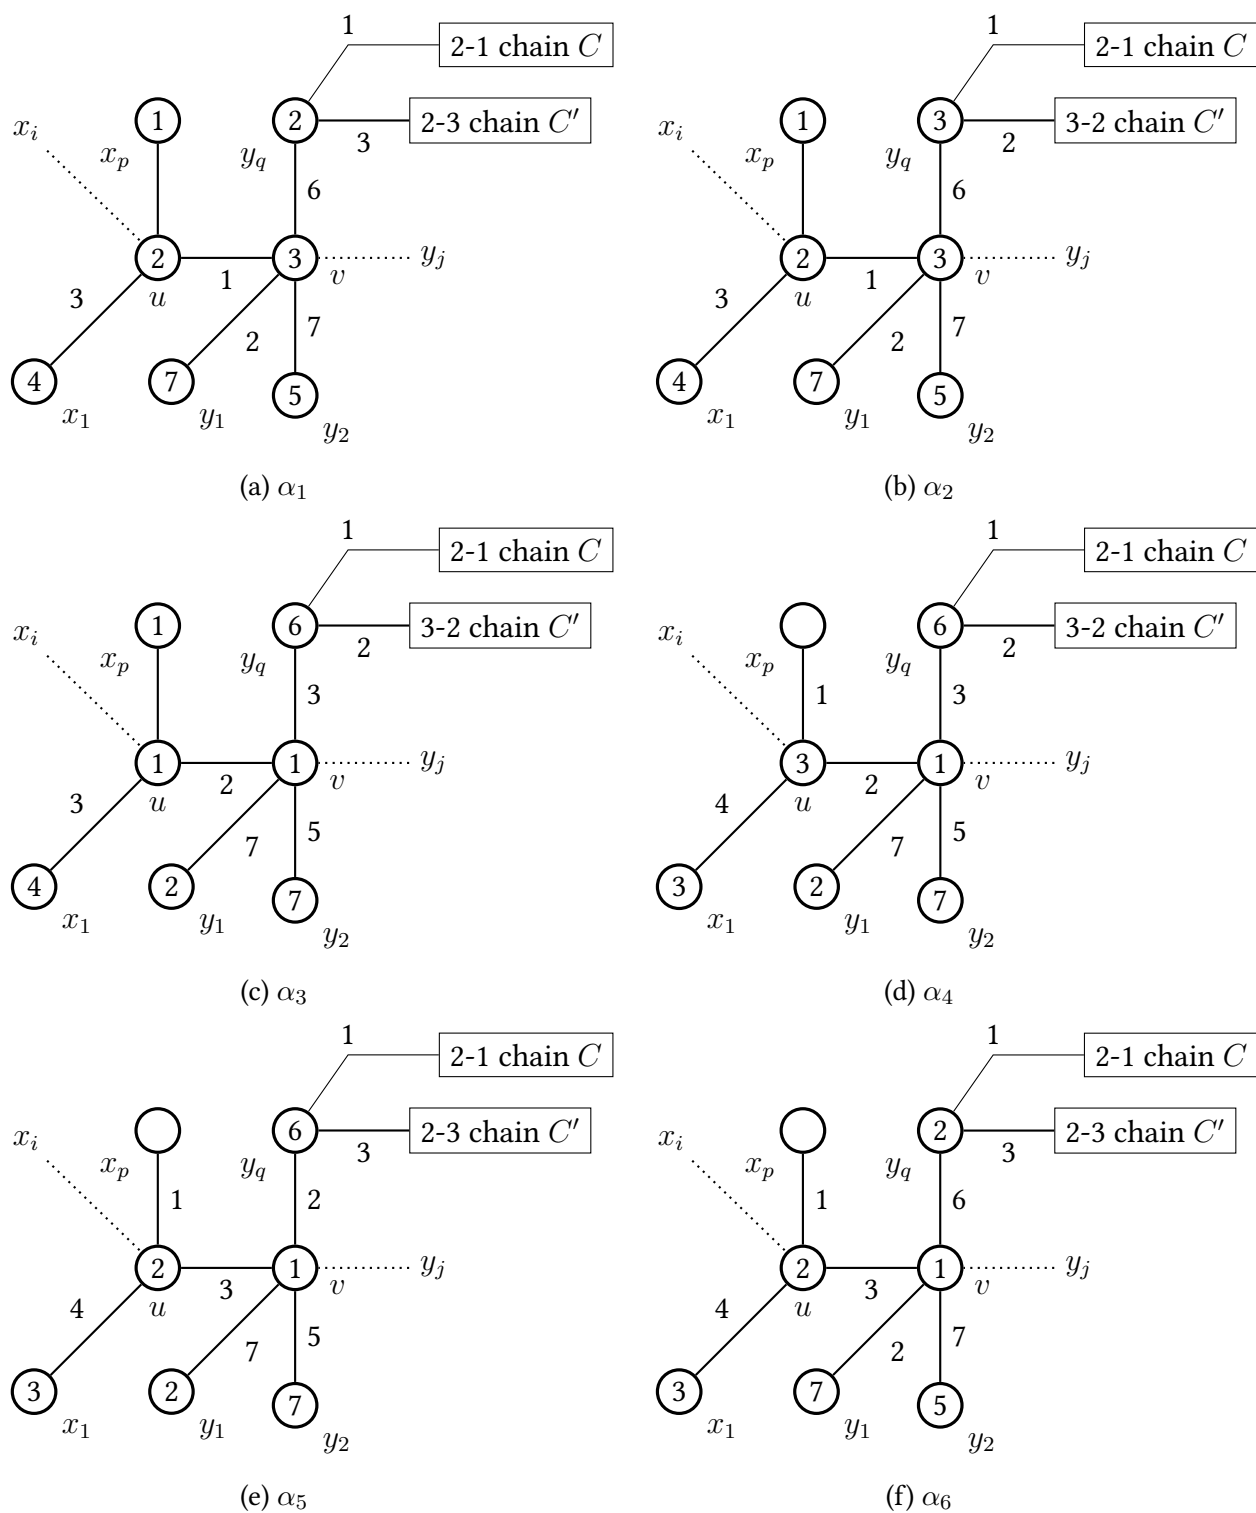 1 1
2-1 chain C 2-1 chain C
x_i 1 2 2-3 chain C′ x_i 1 3 3-2 chain C′
x_p y_q 3 x_p y_q 2
6 6
2 3 y_j 2 3 y_j
3 u 1 v 3 u 1 v
2 7 2 7
4 7 5 4 7 5
x_1 y_1 y_2 x_1 y_1 y_2
(a) α_1 (b) α_2
1 1
2-1 chain C 2-1 chain C
x_i 1 6 3-2 chain C′ x_i 6 3-2 chain C′
x_p y_q 2 x_p y_q 2
3 1 3
1 1 y_j 3 1 y_j
3 u 2 v 4 u 2 v
7 5 7 5
4 2 7 3 2 7
x_1 y_1 y_2 x_1 y_1 y_2
(c) α_3 (d) α_4
1 1
2-1 chain C 2-1 chain C
x_i 6 2-3 chain C′ x_i 2 2-3 chain C′
x_p y_q 3 x_p y_q 3
1 2 1 6
2 1 y_j 2 1 y_j
4 u 3 v 4 u 3 v
7 5 2 7
3 2 7 3 7 5
x_1 y_1 y_2 x_1 y_1 y_2
(e) α_5 (f) α_6